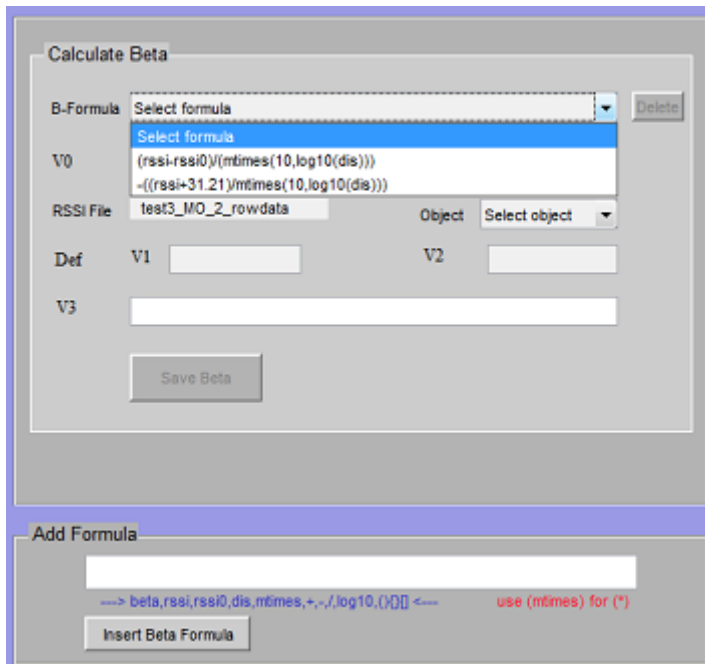 Calculate Beta
B-Formula Select formula Delete
Select formula
V0 (rssi-rssi0)/(mtimes(10,log10(dis)))
-((rssi+31.21)/mtimes(10,log10(dis)))
RSSI File test3_MO_2_rowdata Object Select object
Def V1 V2
V3
Save Beta
Add Formula
---> beta,rssi,rssi0,dis,mtimes,+,-,/,log10,(){}[] <--- use (mtimes) for (*)
Insert Beta Formula